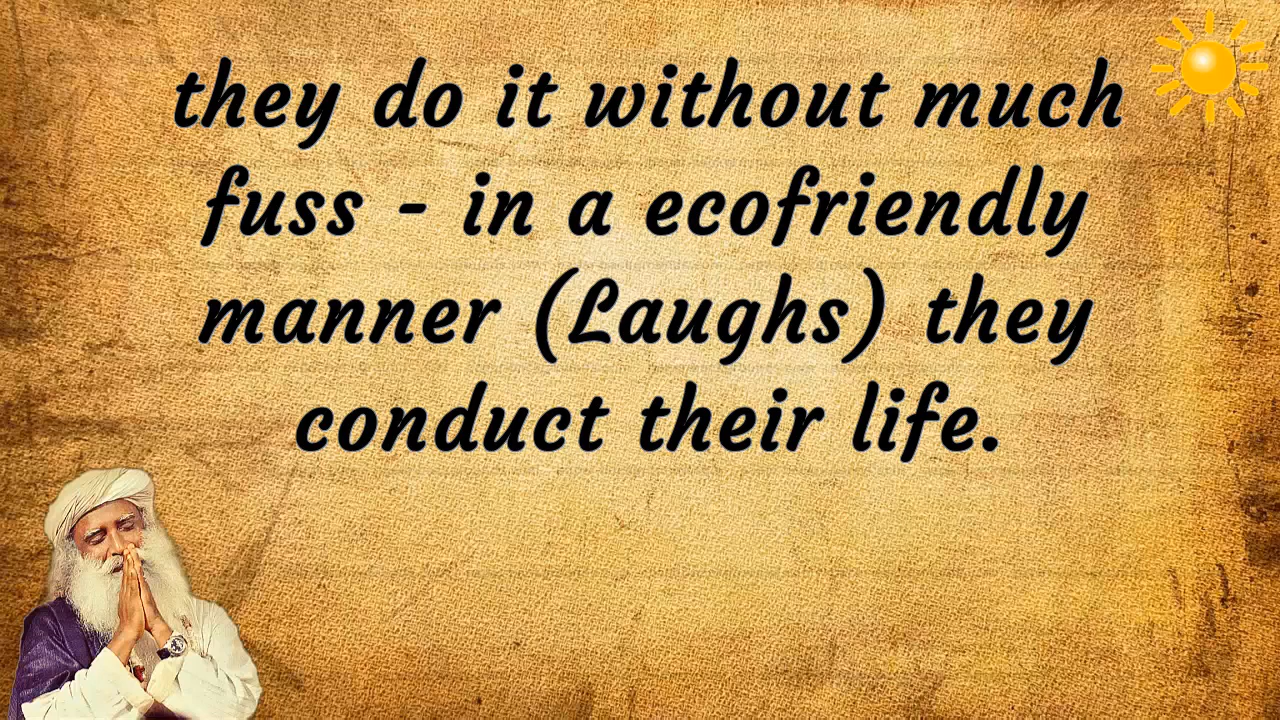 they do it without much
fuss - in a ecofriendly
manner (Laughs) they
conduct their life.